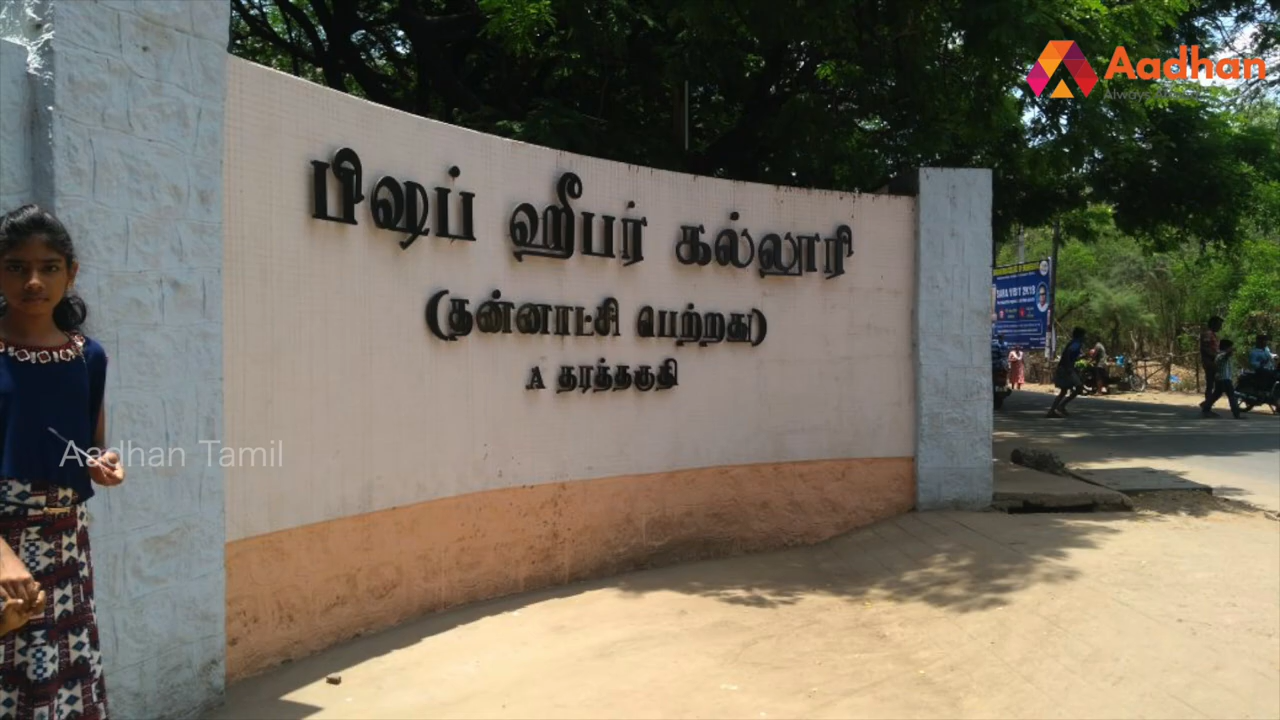 Aadhan
பிஷப் ஹீபர் கல்லூரி
(தன்னாட்சி பெற்றது)
A தரத்தகுதி
Aadhan Tamil